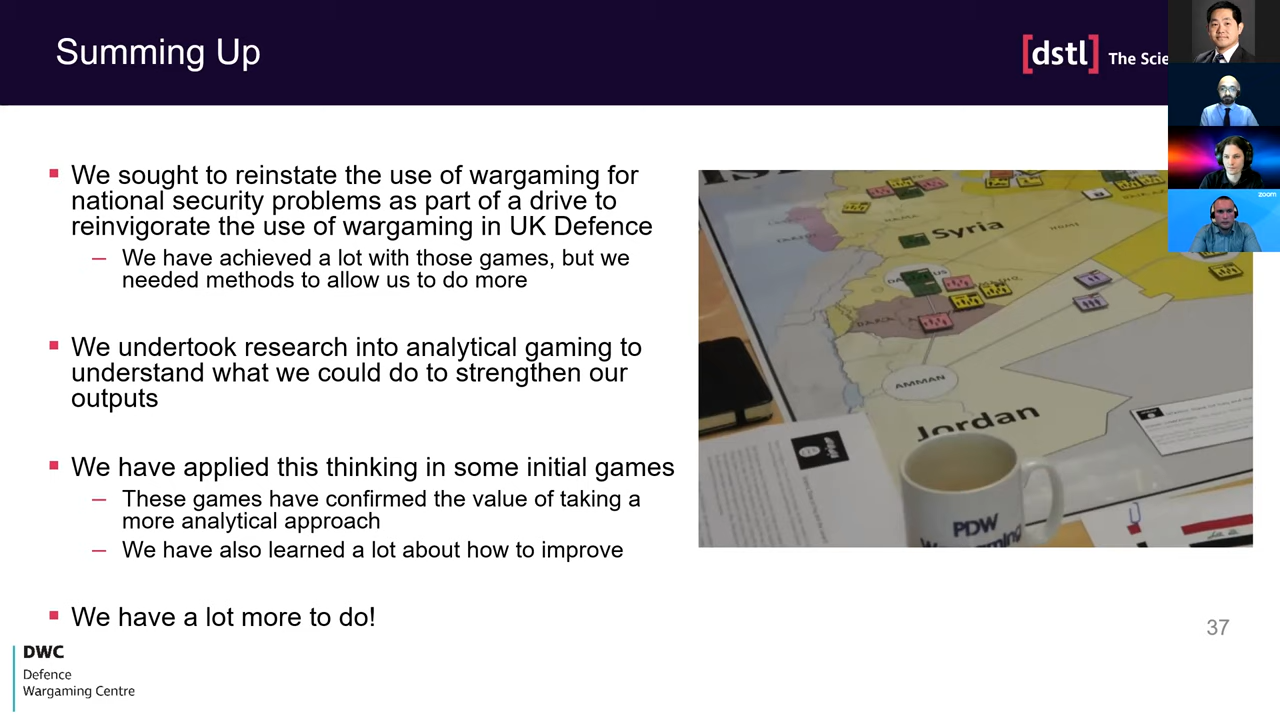 Summing Up
[dstl] The Scie
zoom
▪ We sought to reinstate the use of wargaming for
national security problems as part of a drive to
reinvigorate the use of wargaming in UK Defence
– We have achieved a lot with those games, but we
needed methods to allow us to do more
▪ We undertook research into analytical gaming to
understand what we could do to strengthen our
outputs
▪ We have applied this thinking in some initial games
– These games have confirmed the value of taking a
more analytical approach
– We have also learned a lot about how to improve
▪ We have a lot more to do!
Syria
AMMAN
Jordan
PDW
Wargaming
37
DWC
Defence
Wargaming Centre